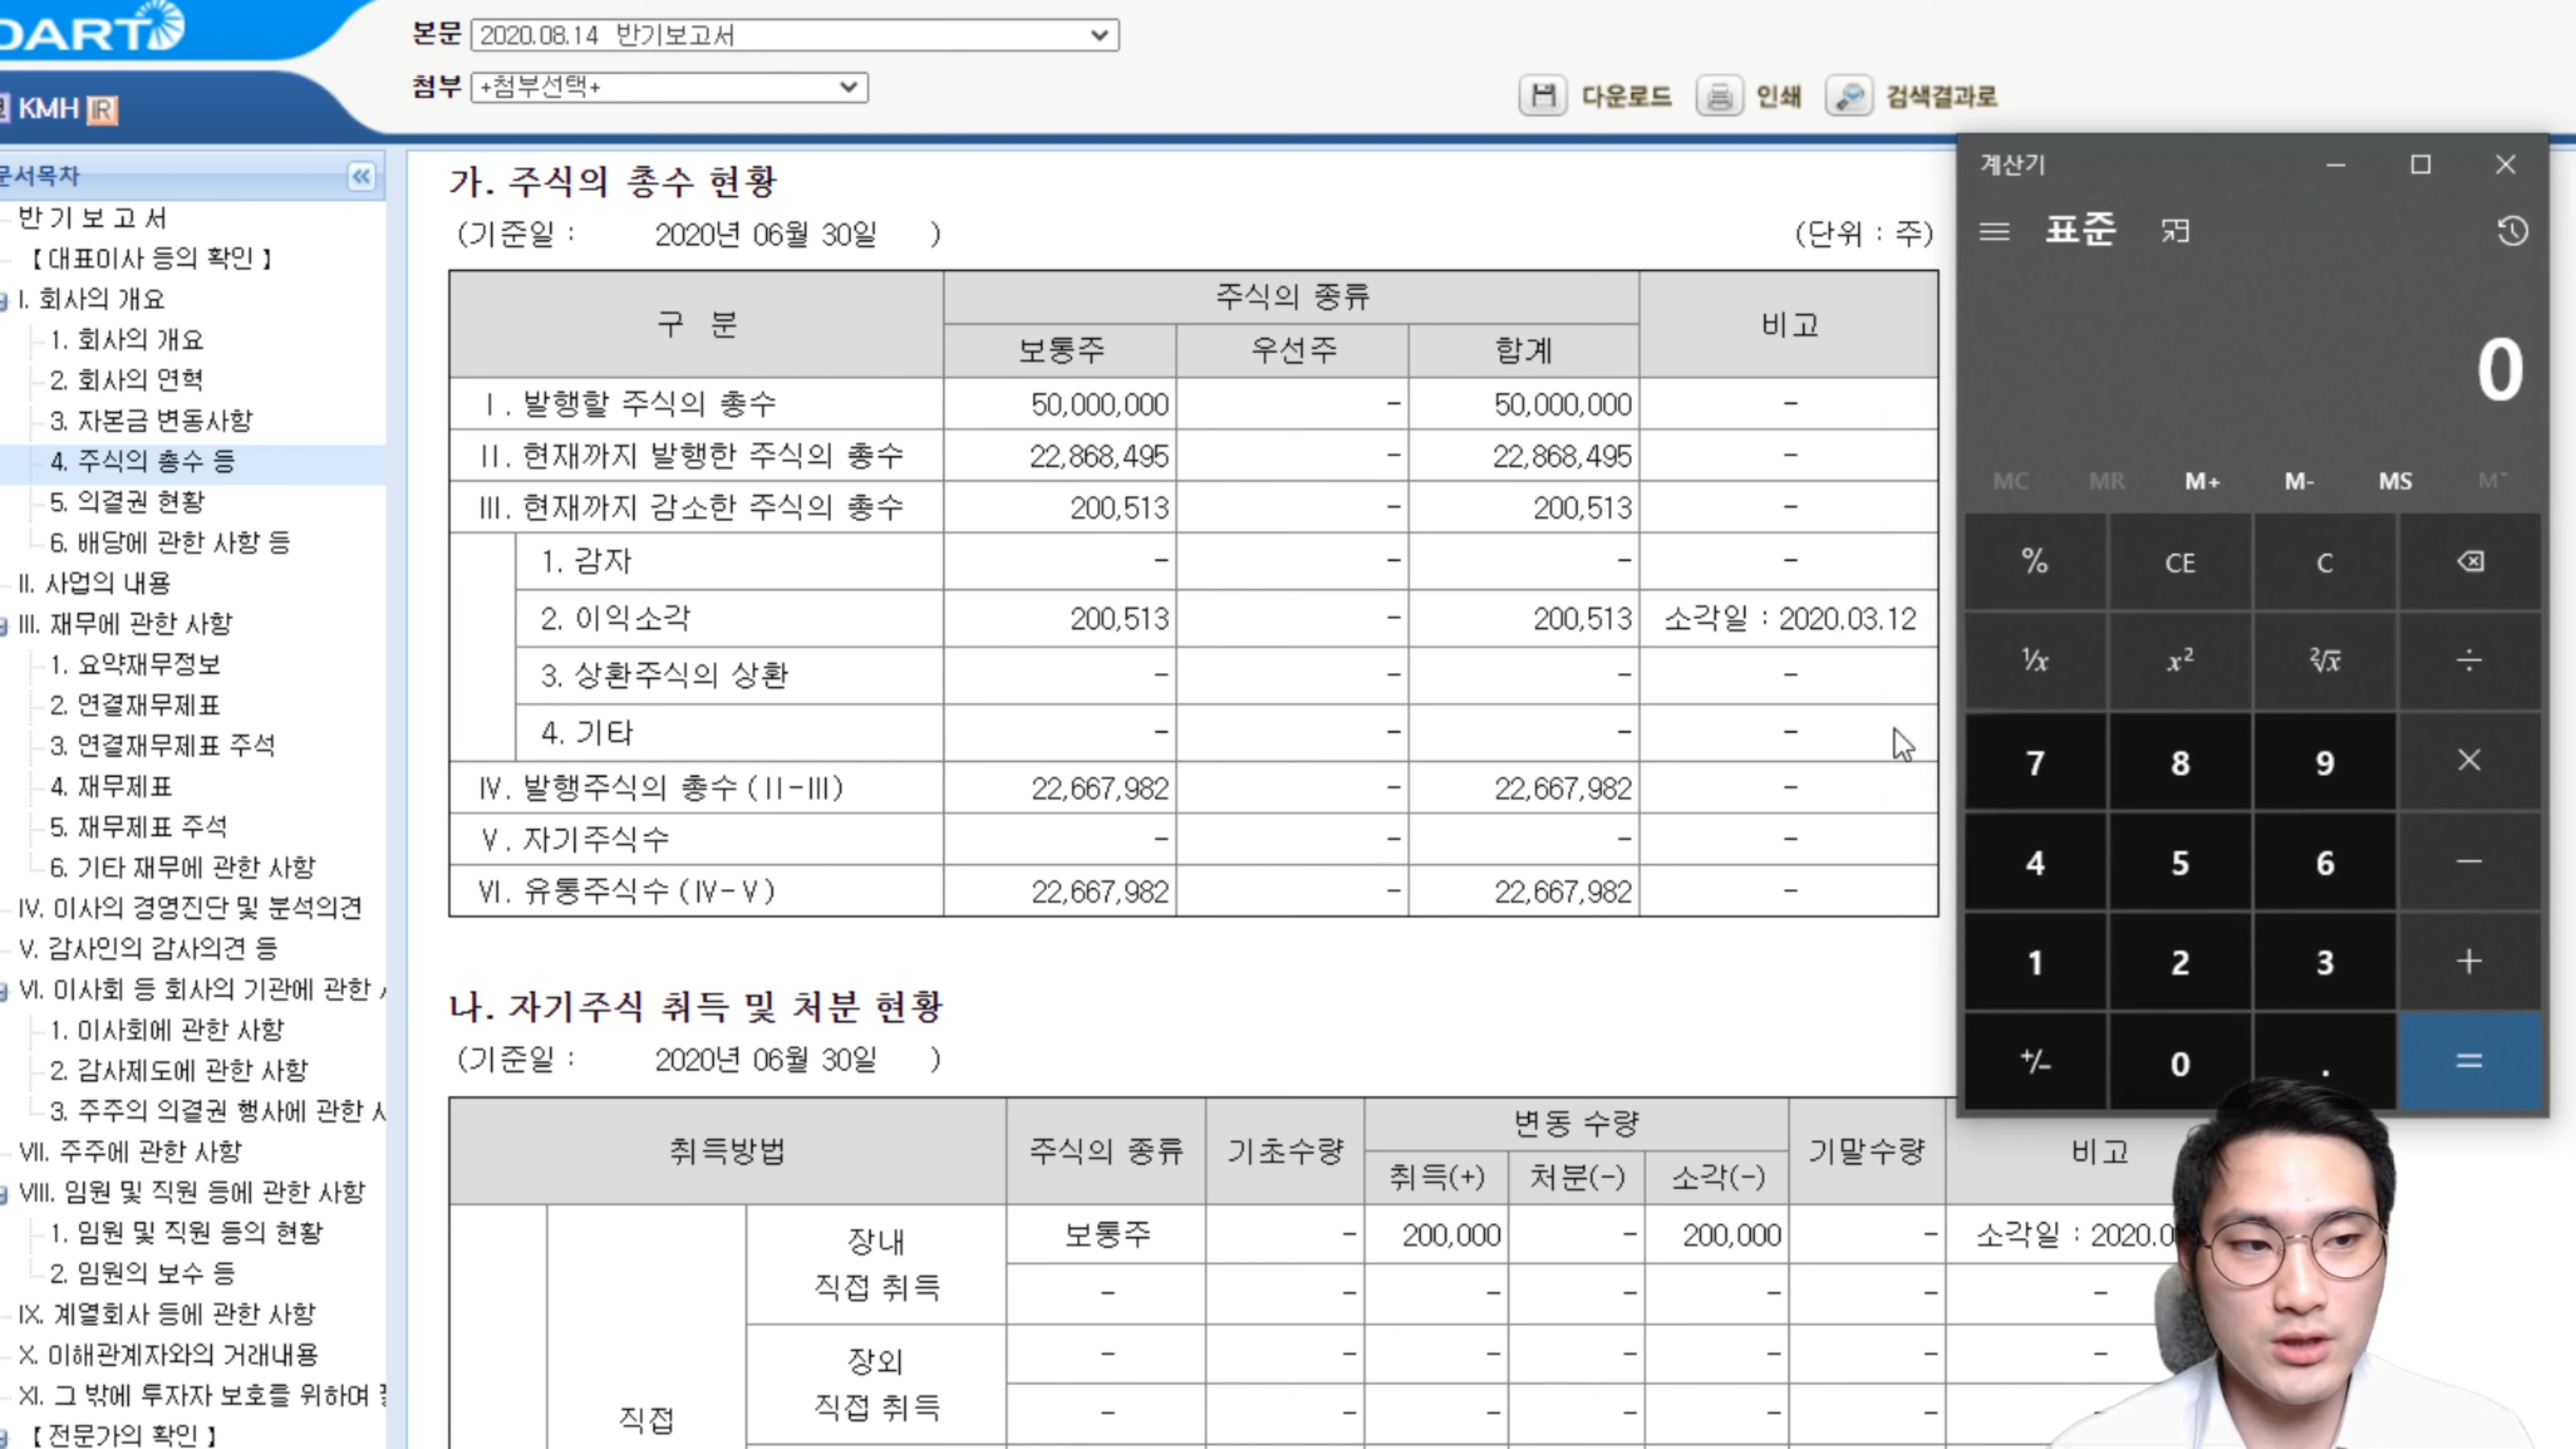 DART
본문 2020.08.14 반기보고서
첨부 +첨부선택+
KMH IR
다운로드 인쇄 검색결과로
문서목차
반 기 보 고 서
【 대표이사 등의 확인 】
I. 회사의 개요
1. 회사의 개요
2. 회사의 연혁
3. 자본금 변동사항
4. 주식의 총수 등
5. 의결권 현황
6. 배당에 관한 사항 등
II. 사업의 내용
III. 재무에 관한 사항
1. 요약재무정보
2. 연결재무제표
3. 연결재무제표 주석
4. 재무제표
5. 재무제표 주석
6. 기타 재무에 관한 사항
IV. 이사의 경영진단 및 분석의견
V. 감사인의 감사의견 등
VI. 이사회 등 회사의 기관에 관한
1. 이사회에 관한 사항
2. 감사제도에 관한 사항
3. 주주의 의결권 행사에 관한
VII. 주주에 관한 사항
VIII. 임원 및 직원 등에 관한 사항
1. 임원 및 직원 등의 현황
2. 임원의 보수 등
IX. 계열회사 등에 관한 사항
X. 이해관계자와의 거래내용
XI. 그 밖에 투자자 보호를 위하여
【 전문가의 확인 】
가. 주식의 총수 현황
(기준일 : 2020년 06월 30일 ) (단위 : 주)
구 분 주식의 종류 비고
보통주 우선주 합계
Ⅰ. 발행할 주식의 총수 50,000,000 - 50,000,000 -
Ⅱ. 현재까지 발행한 주식의 총수 22,868,495 - 22,868,495 -
Ⅲ. 현재까지 감소한 주식의 총수 200,513 - 200,513 -
1. 감자 - - - -
2. 이익소각 200,513 - 200,513 소각일 : 2020.03.12
3. 상환주식의 상환 - - - -
4. 기타 - - - -
Ⅳ. 발행주식의 총수 (Ⅱ-Ⅲ) 22,667,982 - 22,667,982 -
Ⅴ. 자기주식수 - - - -
Ⅵ. 유통주식수 (Ⅳ-Ⅴ) 22,667,982 - 22,667,982 -
나. 자기주식 취득 및 처분 현황
(기준일 : 2020년 06월 30일 )
취득방법 주식의 종류 기초수량 변동 수량 기말수량 비고
취득(+) 처분(-) 소각(-)
직접
장내
직접 취득
보통주 - 200,000 - 200,000 - 소각일 : 2020.0
- - - - - - -
장외
직접 취득
- - - - - - -
- - - - - -
계산기
표준
0
MC MR M+ M- MS M˅
% CE C ⌫
1/x x² ²√x ÷
7 8 9 ×
4 5 6 −
1 2 3 +
+/- 0 . =